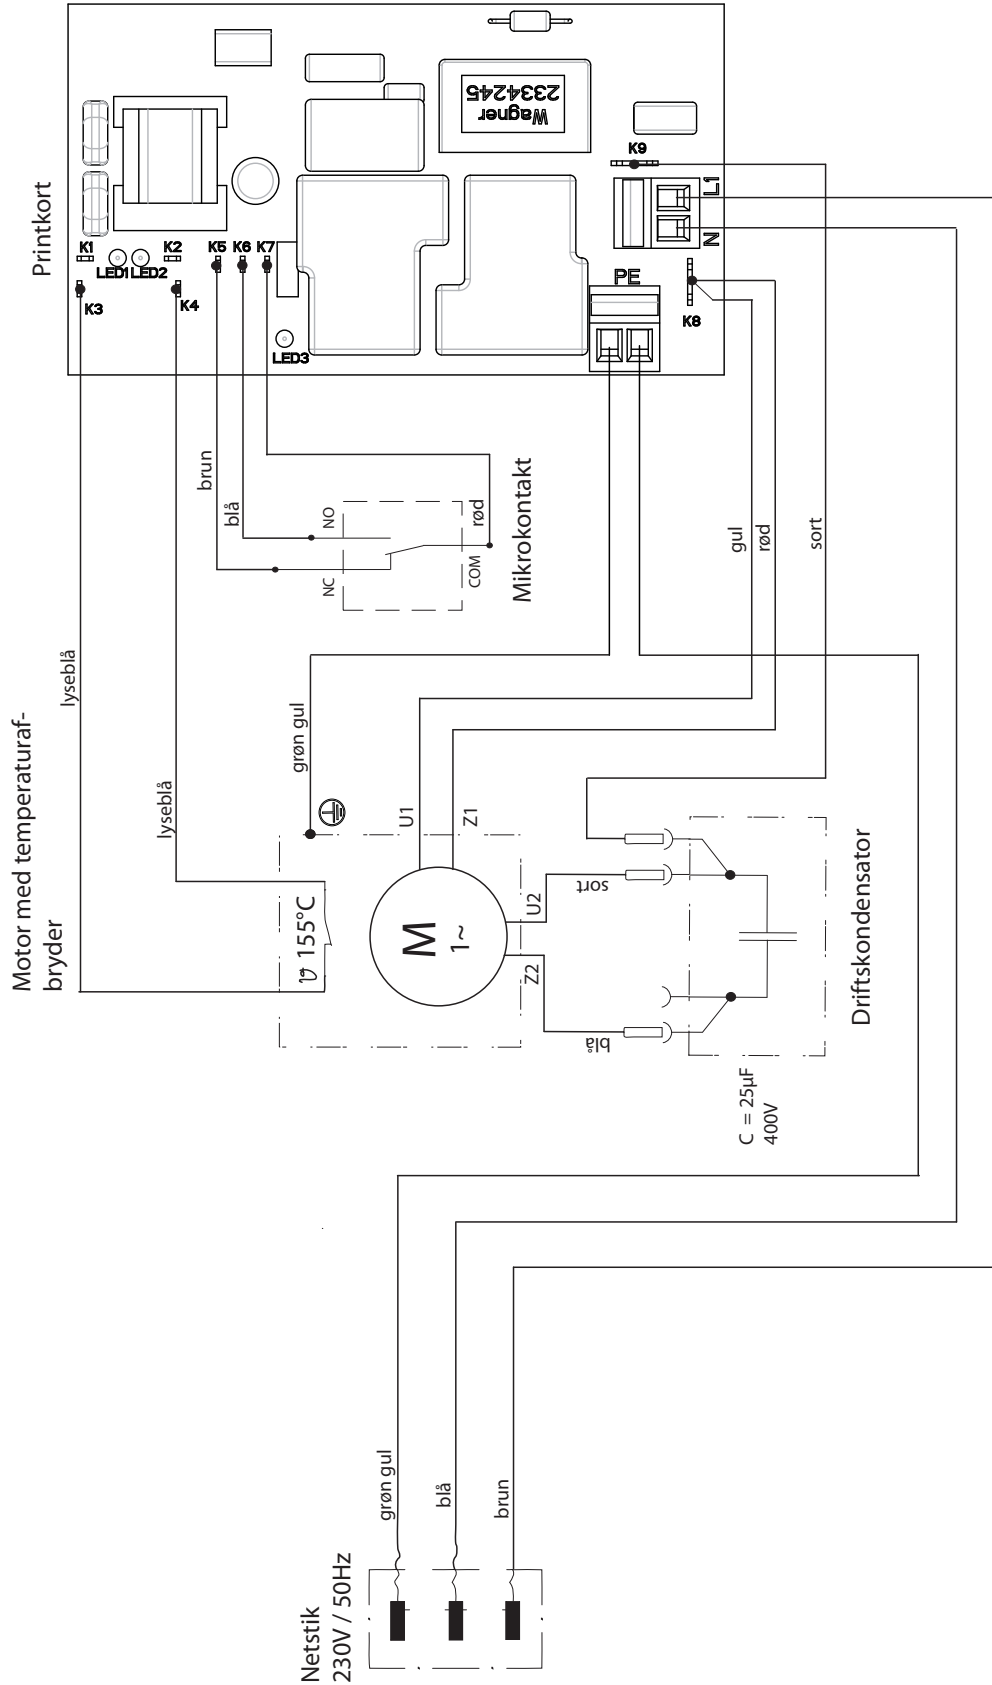 Printkort
K1
K2
LED1
LED2
K3
K4
K5
K6
K7
LED3
Wagner
2334245
K9
L1
N
PE
K8
Motor med temperaturaf-
bryder
lyseblå
lyseblå
brun
blå
rød
NO
NC
COM
Mikrokontakt
gul
rød
sort
grøn gul
ϑ 155°C
M
1~
U1
Z1
U2
Z2
sort
blå
Driftskondensator
C = 25µF
400V
Netstik
230V / 50Hz
grøn gul
blå
brun